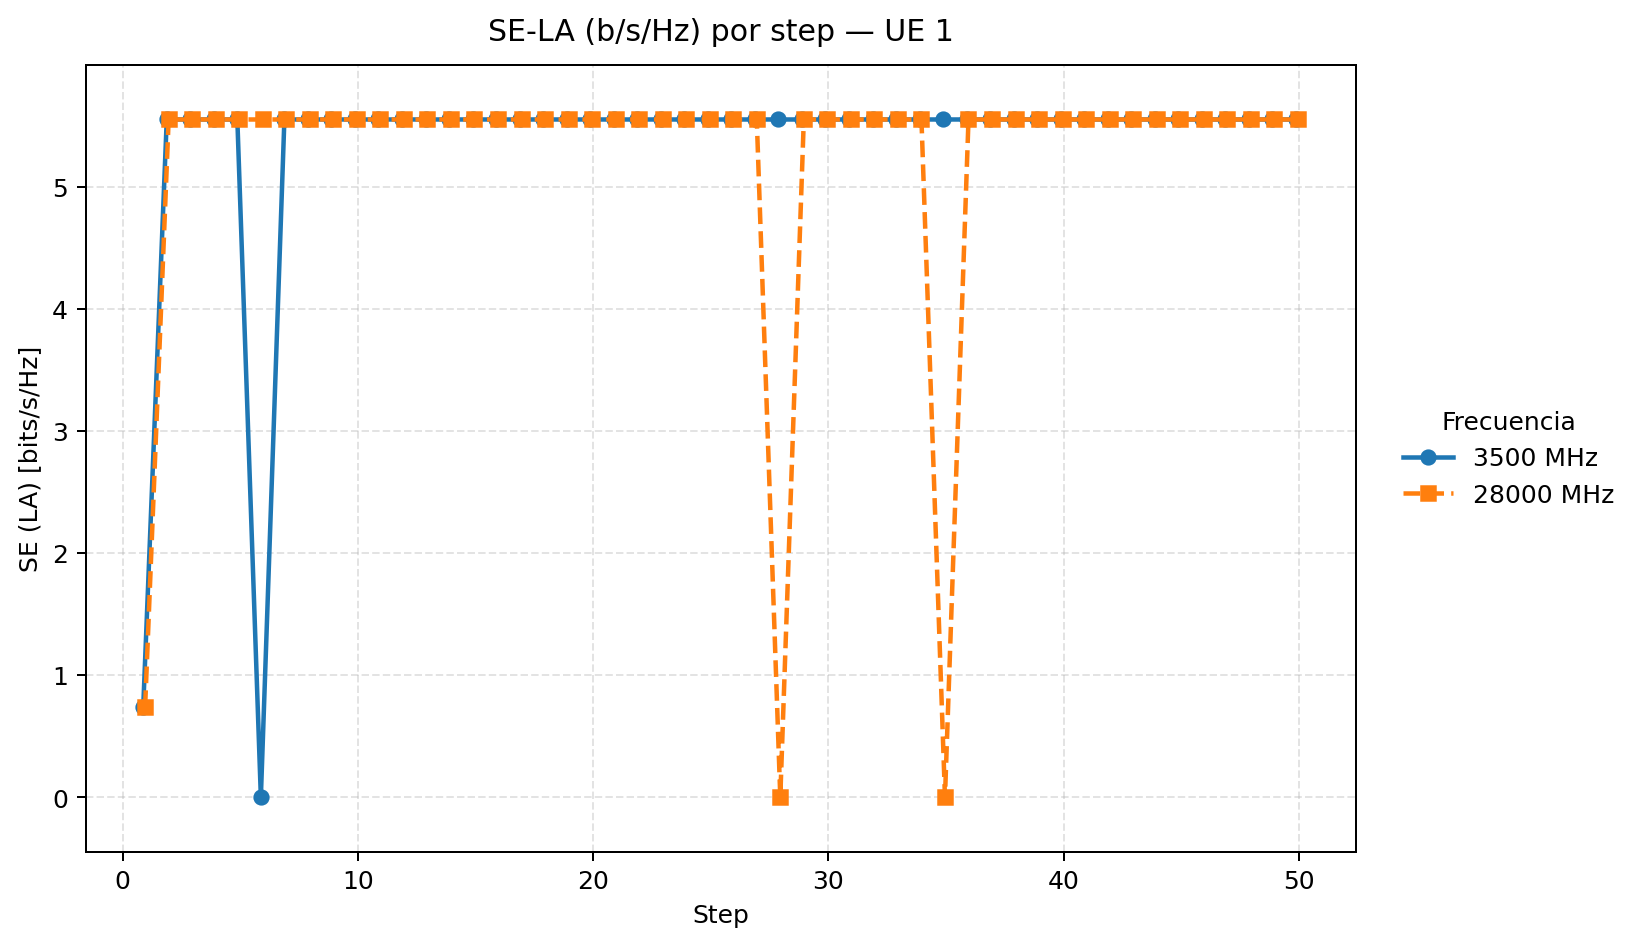 SE-LA (b/s/Hz) por step — UE 1
SE (LA) [bits/s/Hz]
5
4
3
2
1
0
0 10 20 30 40 50
Step
Frecuencia
3500 MHz
28000 MHz